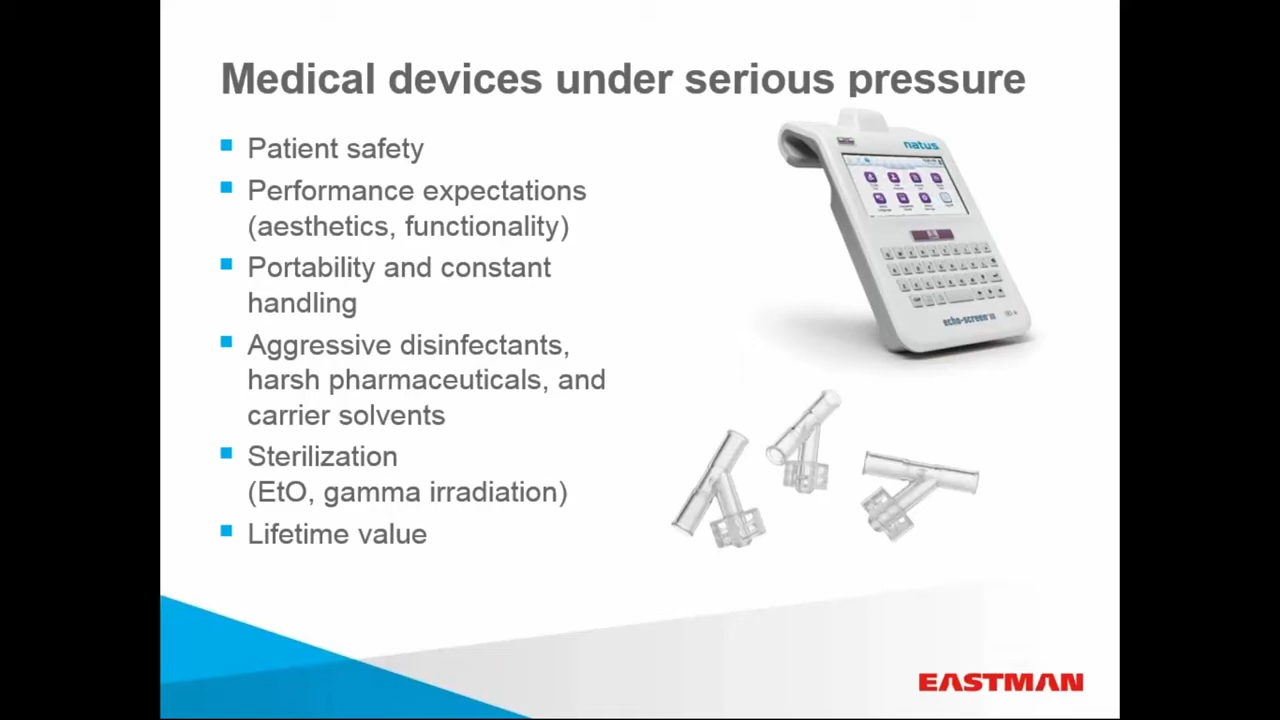 Medical devices under serious pressure
Patient safety
Performance expectations
(aesthetics, functionality)
Portability and constant
handling
Aggressive disinfectants,
harsh pharmaceuticals, and
carrier solvents
Sterilization
(EtO, gamma irradiation)
Lifetime value
natus
echo-screen III
EASTMAN